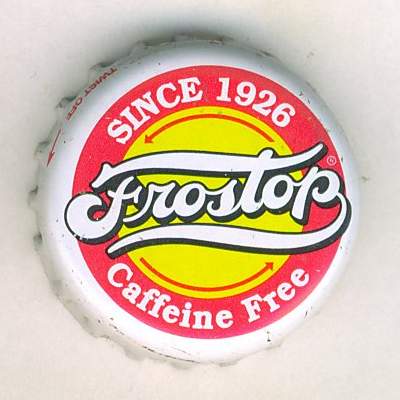 TWIST OFF
SINCE 1926
Frostop®
Caffeine Free